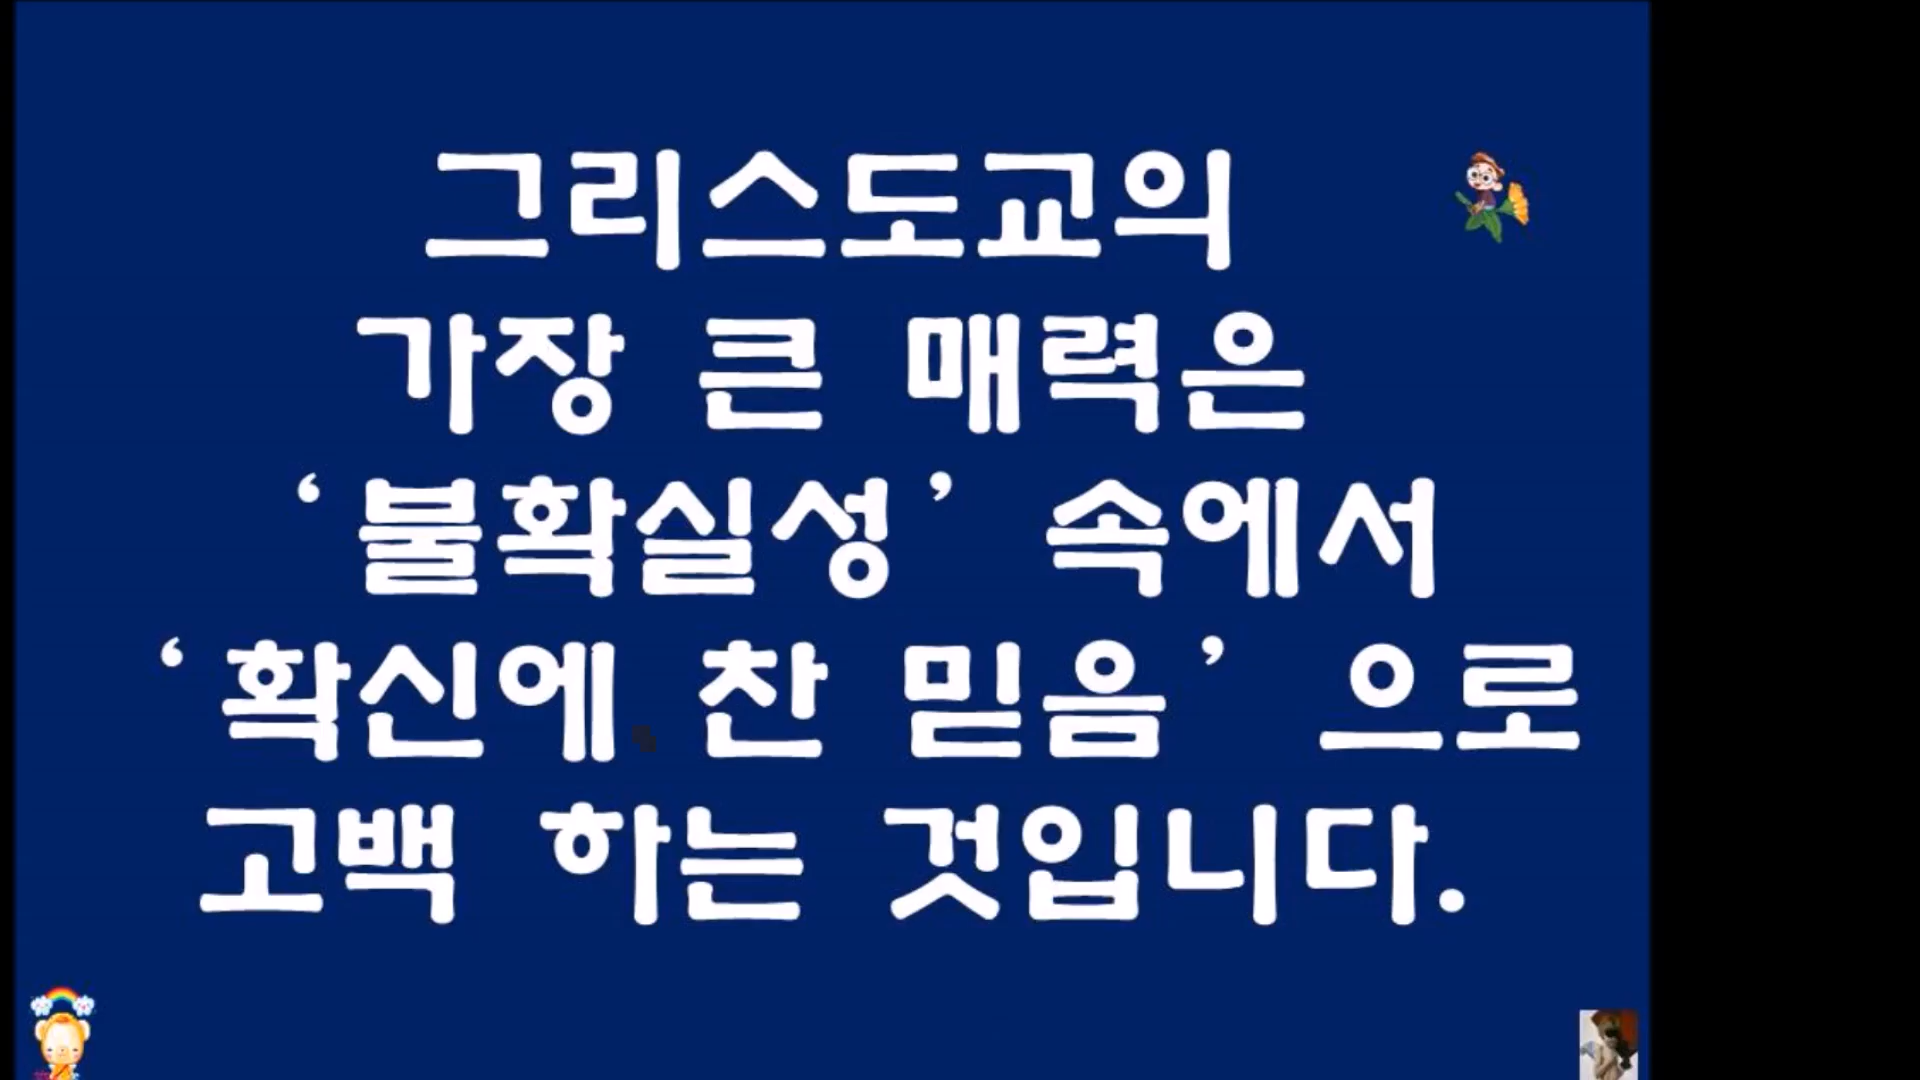 그리스도교의
가장 큰 매력은
‘불확실성’ 속에서
‘확신에 찬 믿음’ 으로
고백 하는 것입니다.